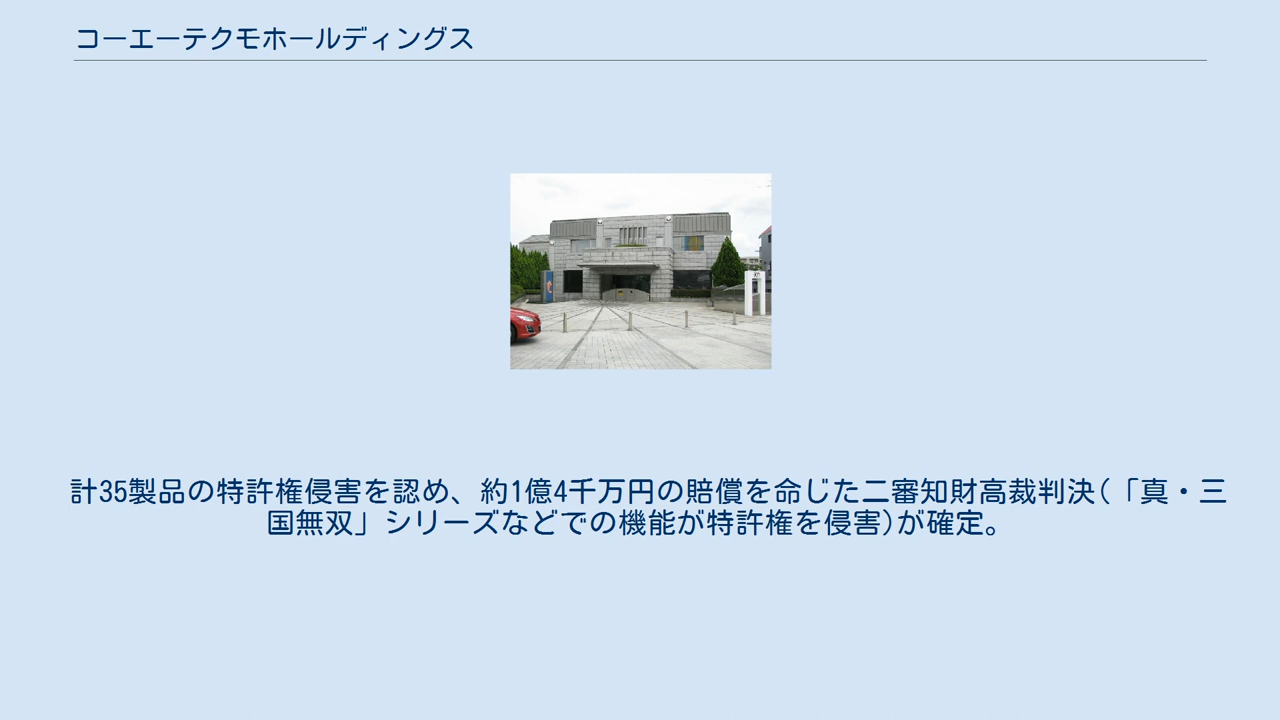 コーエーテクモホールディングス
計35製品の特許権侵害を認め、約1億4千万円の賠償を命じた二審知財高裁判決(「真・三
国無双」シリーズなどでの機能が特許権を侵害)が確定。